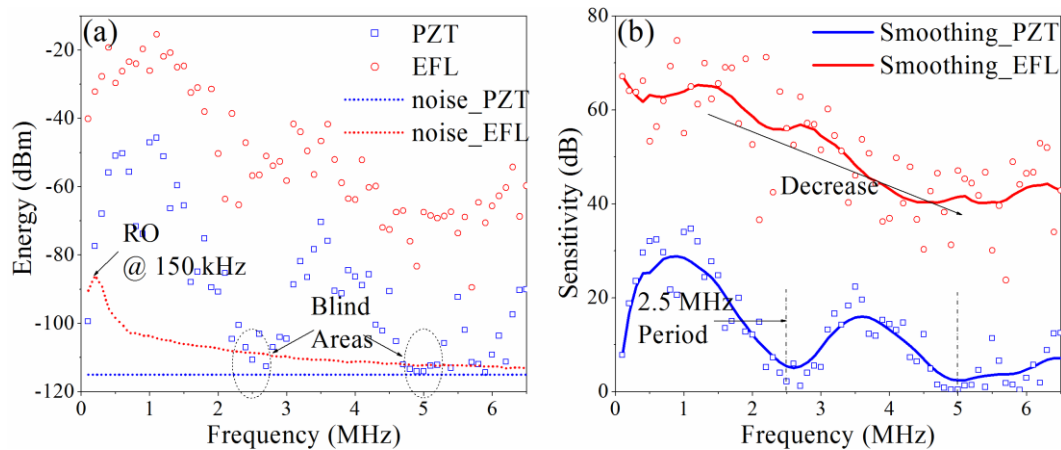 (a)
PZT
EFL
noise_PZT
noise_EFL
RO
@ 150 kHz
Blind
Areas
-20
-40
-60
-80
-100
-120
0
1
2
3
4
5
6
Energy (dBm)
Frequency (MHz)
(b)
Smoothing_PZT
Smoothing_EFL
Decrease
2.5 MHz
Period
80
60
40
20
0
0
1
2
3
4
5
6
Sensitivity (dB)
Frequency (MHz)